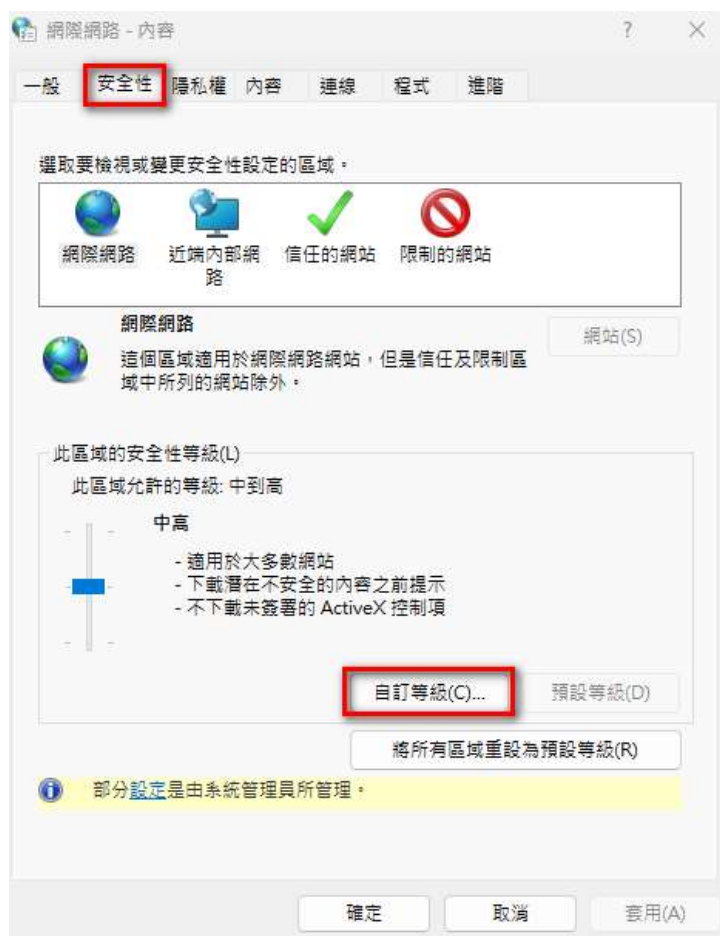 網際網路 - 內容
一般 安全性 隱私權 內容 連線 程式 進階
選取要檢視或變更安全性設定的區域。
網際網路 近端內部網路 信任的網站 限制的網站
網際網路
網站(S)
這個區域適用於網際網路網站，但是信任及限制區
域中所列的網站除外。
此區域的安全性等級(L)
此區域允許的等級: 中到高
中高
- 適用於大多數網站
- 下載潛在不安全的內容之前提示
- 不下載未簽署的 ActiveX 控制項
自訂等級(C)... 預設等級(D)
將所有區域重設為預設等級(R)
部分設定是由系統管理員所管理。
確定 取消 套用(A)